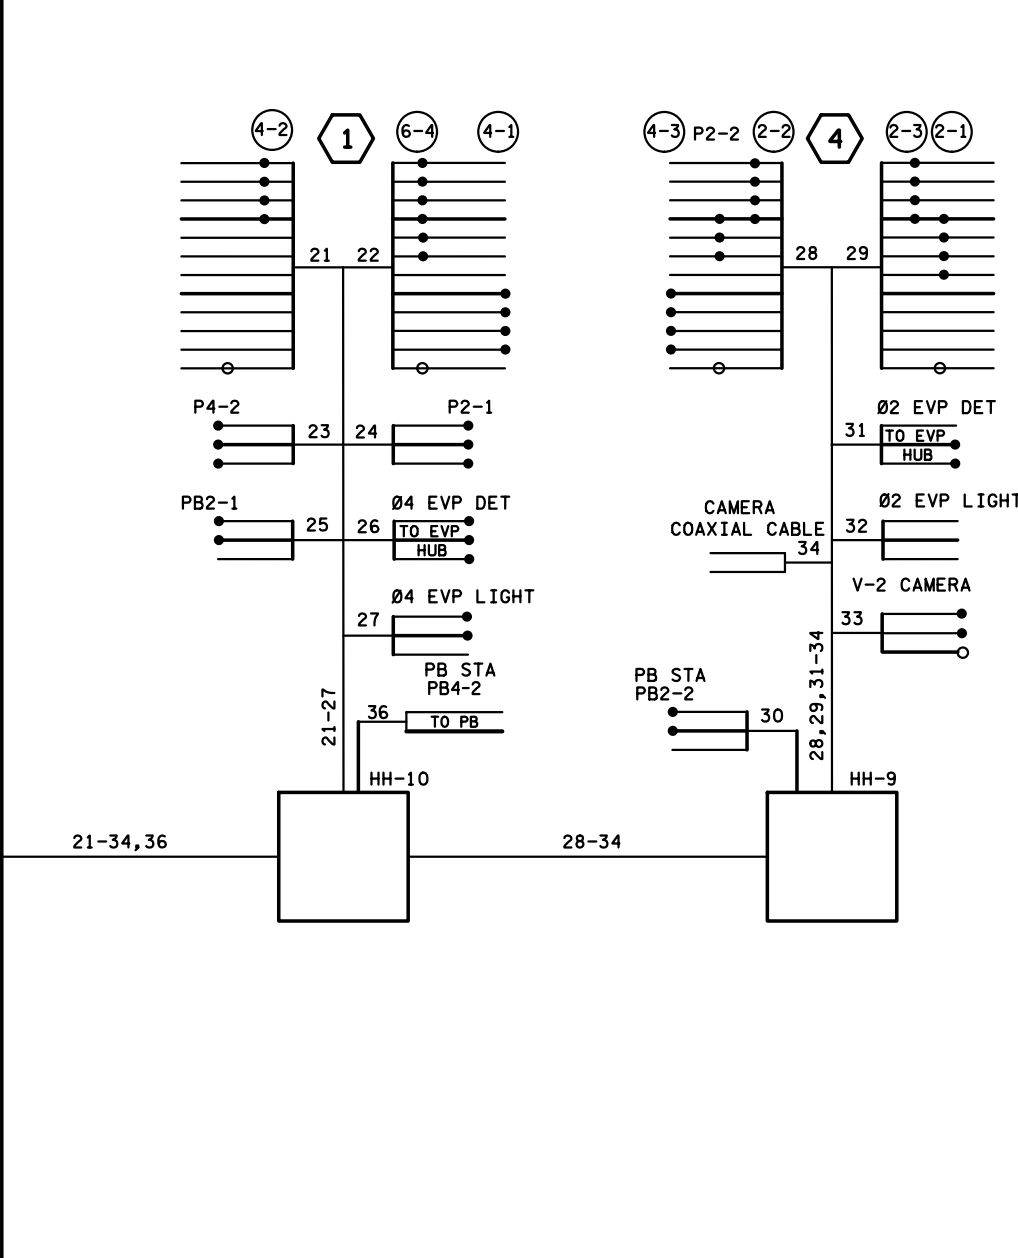 4-2
1
6-4
4-1
4-3
P2-2
2-2
4
2-3
2-1
21
22
28
29
P4-2
P2-1
Ø2 EVP DET
23
24
31
TO EVP
HUB
PB2-1
Ø4 EVP DET
CAMERA
COAXIAL CABLE
Ø2 EVP LIGHT
25
26
TO EVP
HUB
34
32
Ø4 EVP LIGHT
V-2 CAMERA
27
33
PB STA
PB4-2
PB STA
PB2-2
21-27
36
TO PB
30
28,29,31-34
HH-10
HH-9
21-34,36
28-34